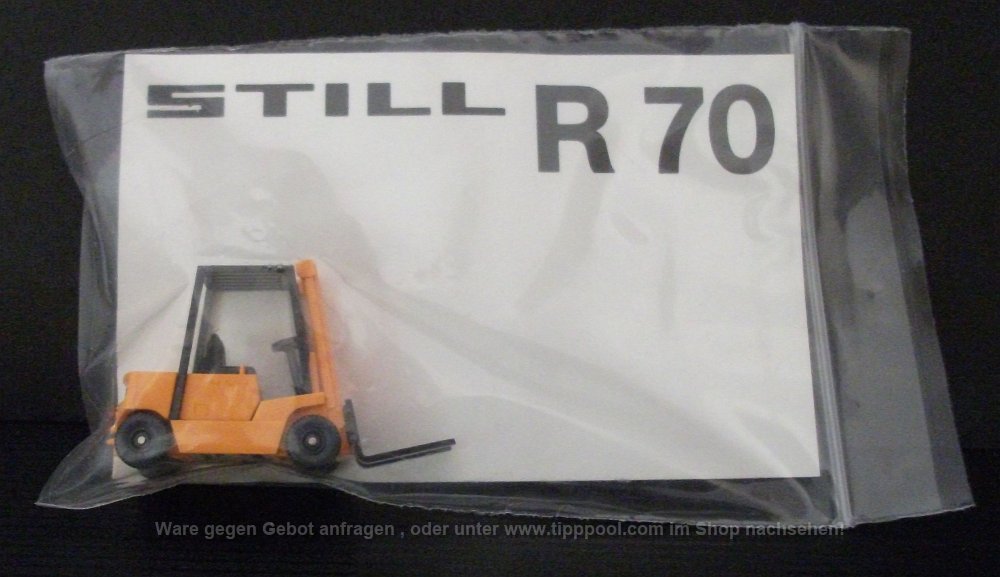 STILL R 70
Ware gegen Gebot anfragen , oder unter www.tipppool.com im Shop nachsehen!